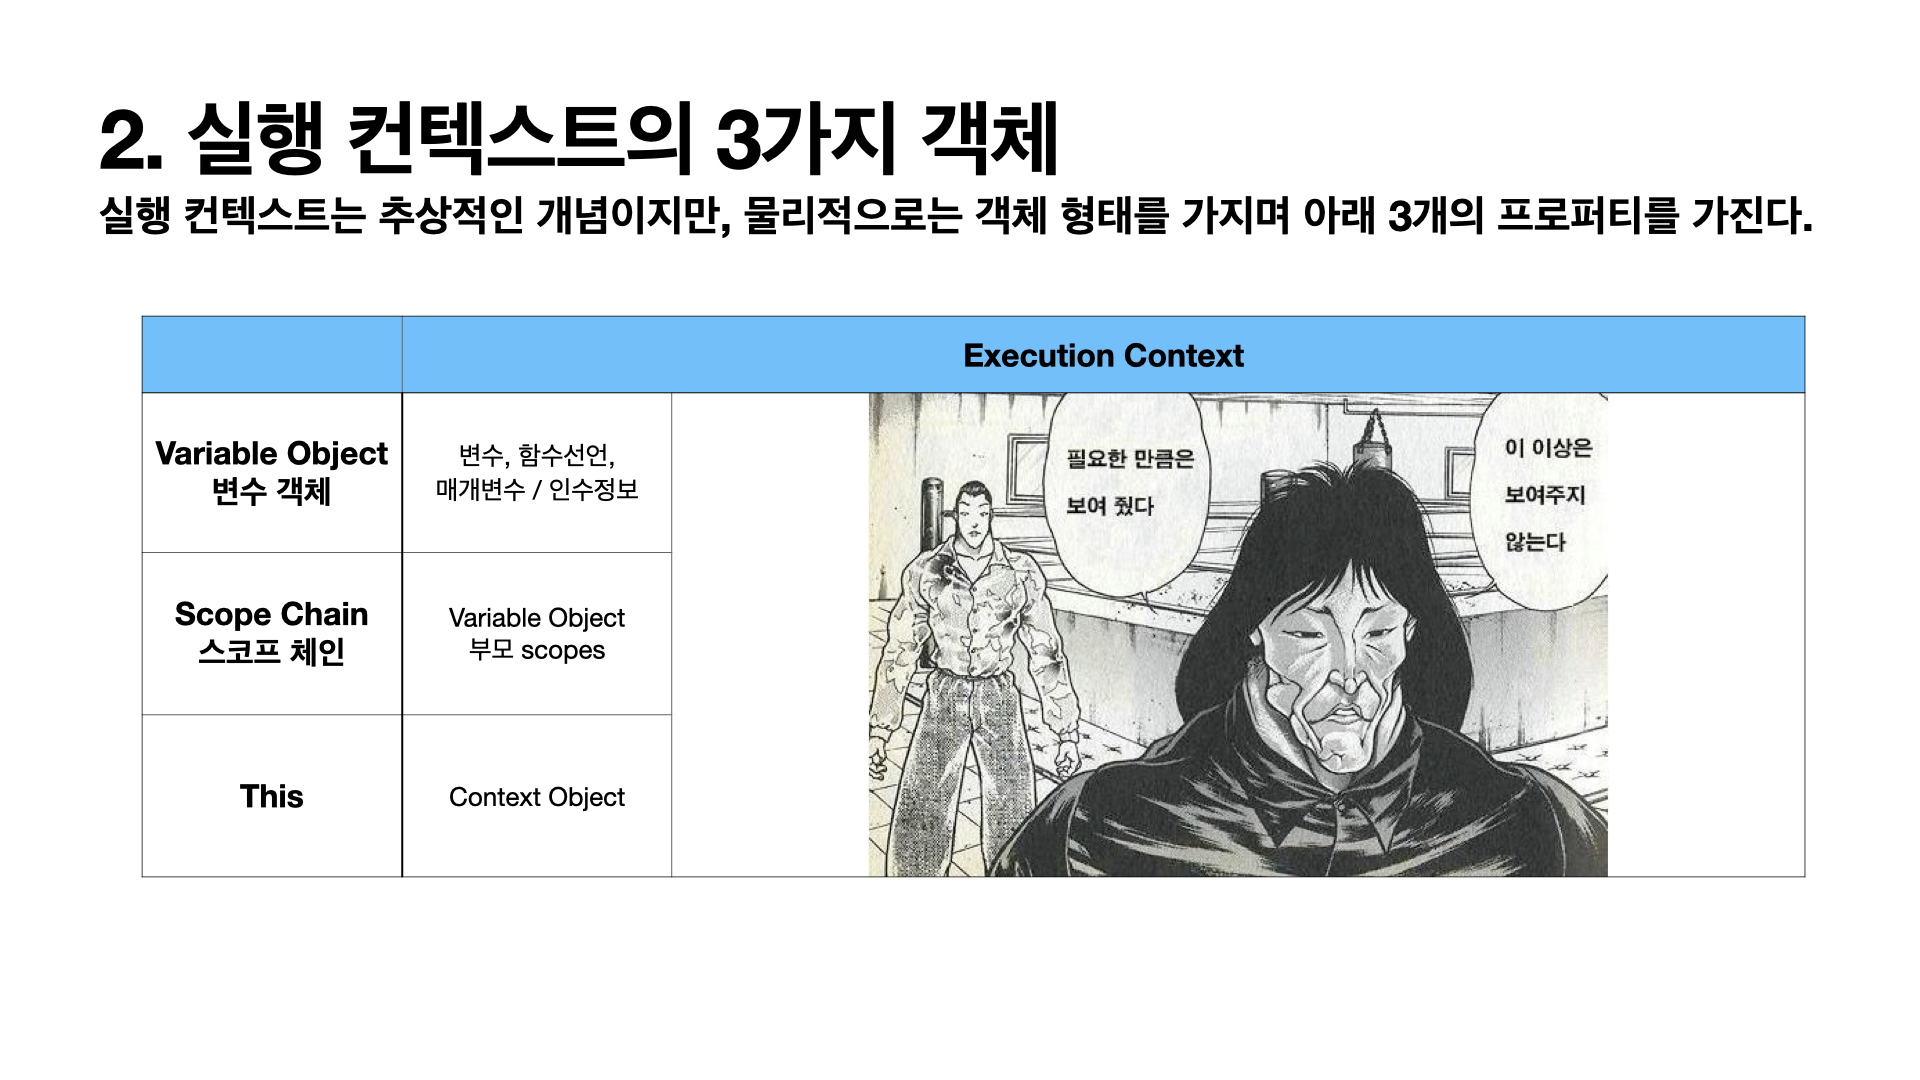 2. 실행 컨텍스트의 3가지 객체
실행 컨텍스트는 추상적인 개념이지만, 물리적으로는 객체 형태를 가지며 아래 3개의 프로퍼티를 가진다.
Execution Context
Variable Object
변수 객체
변수, 함수선언,
매개변수 / 인수정보
필요한 만큼은
보여 줬다
이 이상은
보여주지
않는다
Scope Chain
스코프 체인
Variable Object
부모 scopes
This
Context Object